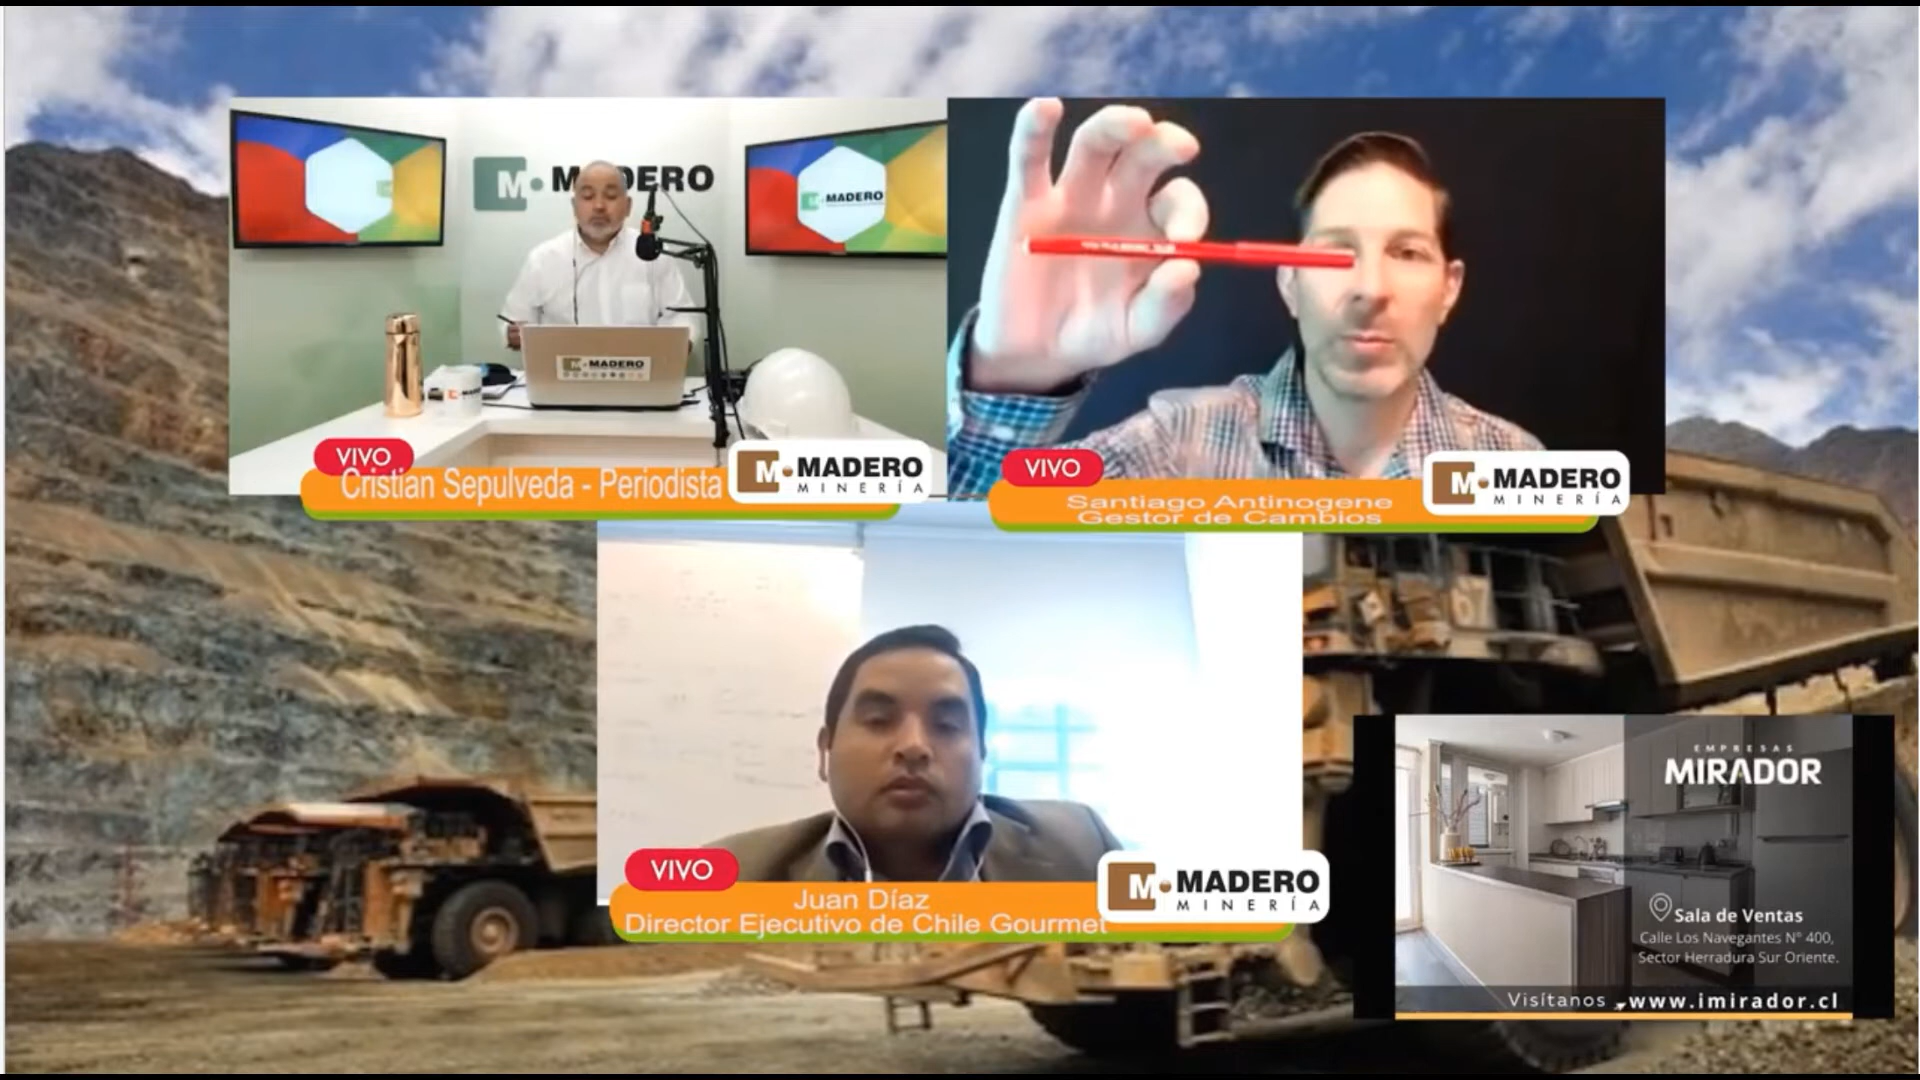 M. MADERO
MADERO
M. MADERO
VIVO
Cristian Sepulveda - Periodista
M. MADERO
MINERÍA
VIVO
Santiago Antinogene
Gestor de Cambios
M. MADERO
MINERÍA
67
VIVO
Juan Díaz
Director Ejecutivo de Chile Gourmet
M. MADERO
MINERÍA
EMPRESAS
MIRADOR
Sala de Ventas
Calle Los Navegantes N° 400,
Sector Herradura Sur Oriente.
Visítanos www.imirador.cl